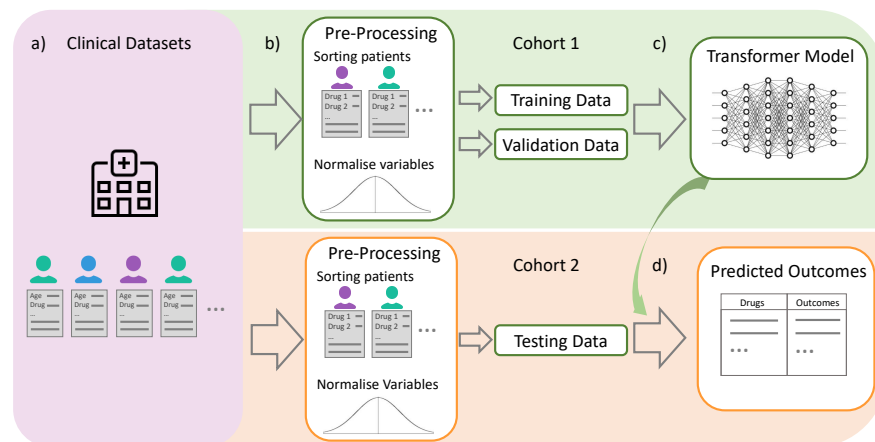 a) Clinical Datasets
Age
Drug
...
Age
Drug
...
Age
Drug
...
Age
Drug
...
...
b)
Pre-Processing
Sorting patients
Drug 1
Drug 2
...
Drug 1
Drug 2
...
...
Normalise variables
Cohort 1
Training Data
Validation Data
c)
Transformer Model
Pre-Processing
Sorting patients
Drug 1
Drug 2
...
Drug 1
Drug 2
...
...
Normalise Variables
Cohort 2
Testing Data
d)
Predicted Outcomes
Drugs Outcomes
... ...